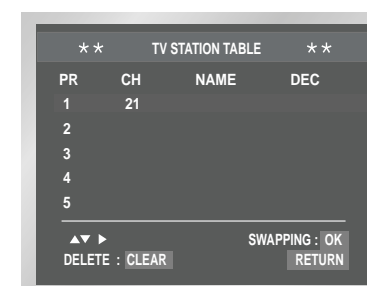 ** TV STATION TABLE **
PR CH NAME DEC
1 21
2
3
4
5
▲▼ ▶ SWAPPING : OK
DELETE : CLEAR RETURN